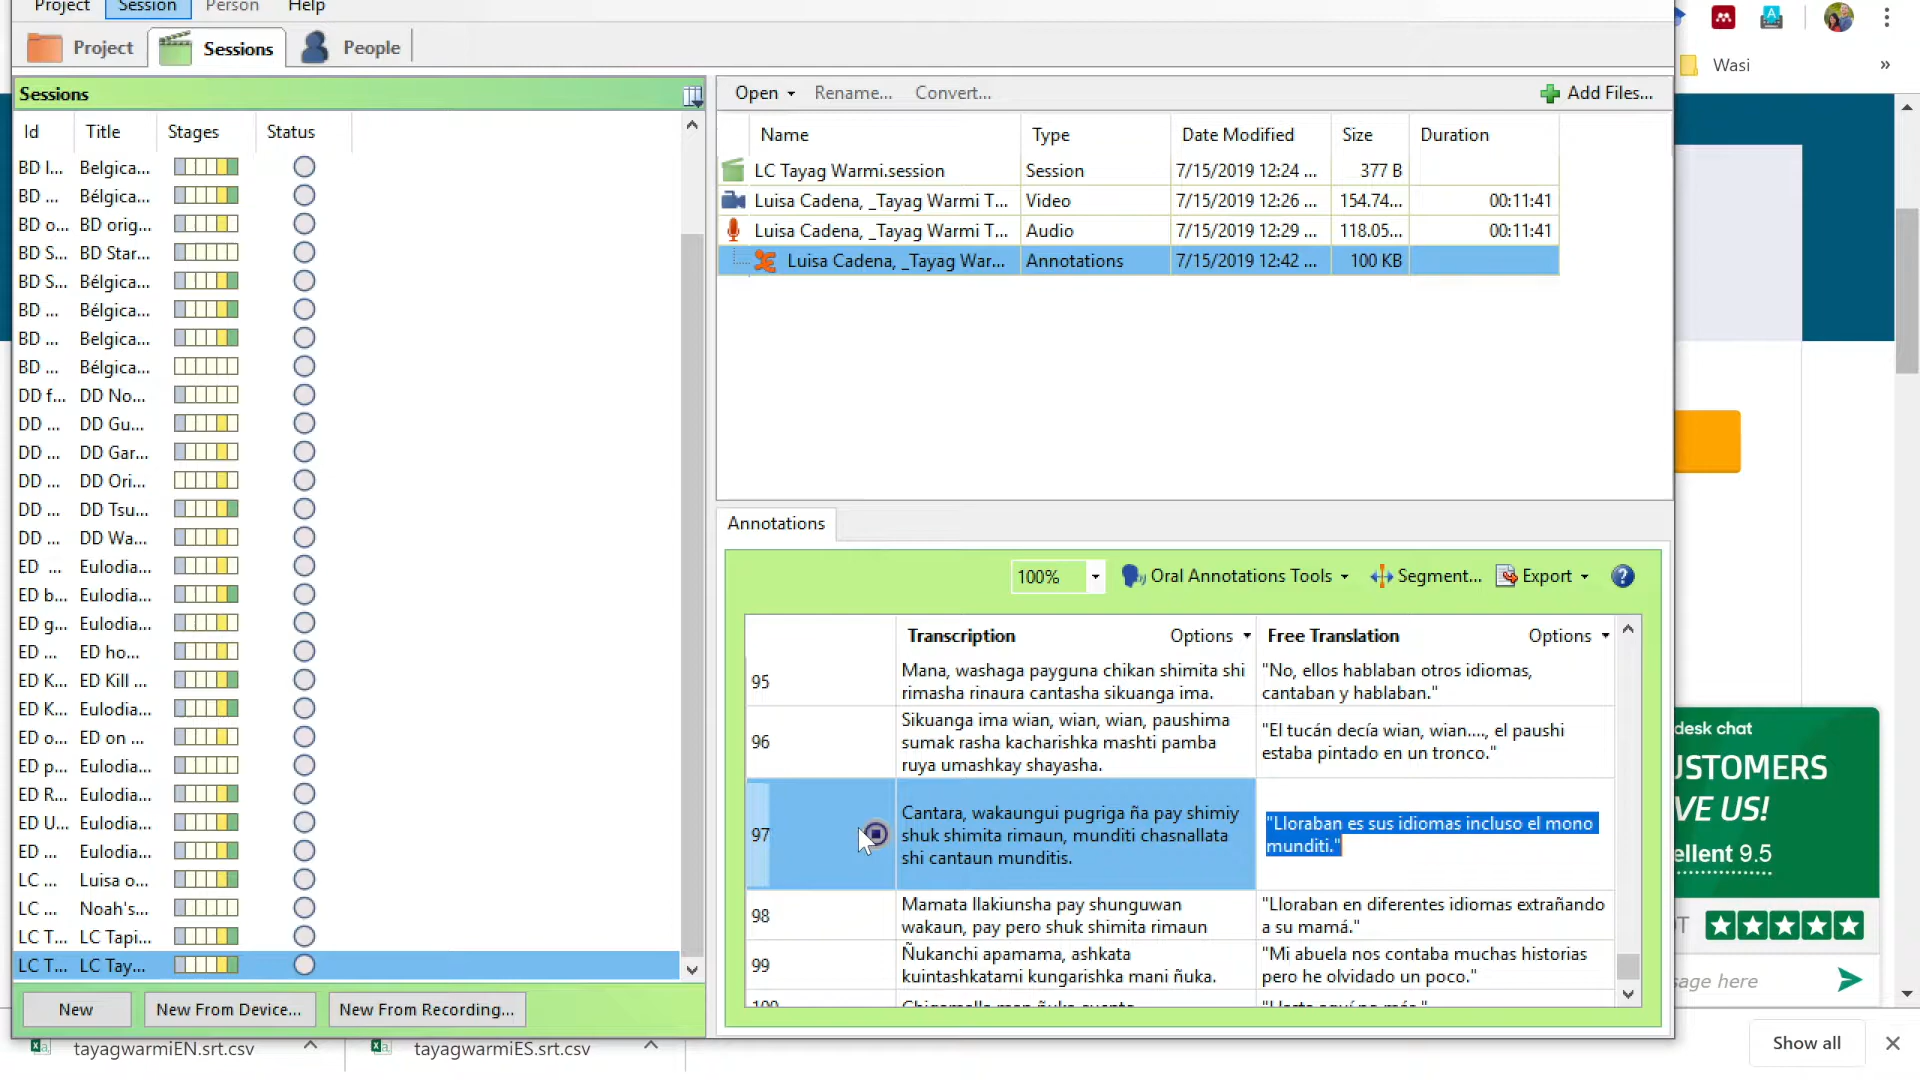 Project Session Person Help
Project Sessions People
Wasi
»
Sessions
Id Title Stages Status
BD l... Belgica...
BD ... Bélgica...
BD o... BD orig...
BD S... BD Star...
BD S... Bélgica...
BD ... Bélgica...
BD ... Belgica...
BD ... Bélgica...
DD f... DD No...
DD ... DD Gu...
DD ... DD Gar...
DD ... DD Ori...
DD ... DD Tsu...
DD ... DD Wa...
ED ... Eulodia...
ED b... Eulodia...
ED g... Eulodia...
ED ... ED ho...
ED K... ED Kill ...
ED K... Eulodia...
ED o... ED on ...
ED p... Eulodia...
ED R... Eulodia...
ED U... Eulodia...
ED ... Eulodia...
LC ... Luisa o...
LC ... Noah's...
LC T... LC Tapi...
LC T... LC Tay...
New New From Device... New From Recording...
Open Rename... Convert... Add Files...
Name Type Date Modified Size Duration
LC Tayag Warmi.session Session 7/15/2019 12:24 ... 377 B
Luisa Cadena, _Tayag Warmi T... Video 7/15/2019 12:26 ... 154.74... 00:11:41
Luisa Cadena, _Tayag Warmi T... Audio 7/15/2019 12:29 ... 118.05... 00:11:41
Luisa Cadena, _Tayag War... Annotations 7/15/2019 12:42 ... 100 KB
Annotations
100% Oral Annotations Tools Segment... Export ?
Transcription Options Free Translation Options
95
Mana, washaga payguna chikan shimita shi
rimasha rinaura cantasha sikuanga ima.
"No, ellos hablaban otros idiomas,
cantaban y hablaban."
96
Sikuanga ima wian, wian, wian, paushima
sumak rasha kacharishka mashti pamba
ruya umashkay shayasha.
"El tucán decía wian, wian...., el paushi
estaba pintado en un tronco."
97
Cantara, wakaungui pugriga ña pay shimiy
shuk shimita rimaun, munditi chasnallata
shi cantaun munditis.
"Lloraban es sus idiomas incluso el mono
munditi."
98
Mamata llakiunsha pay shunguwan
wakaun, pay pero shuk shimita rimaun
"Lloraban en diferentes idiomas extrañando
a su mamá."
99
Ñukanchi apamama, ashkata
kuintashkatami kungarishka mani ñuka.
"Mi abuela nos contaba muchas historias
pero he olvidado un poco."
desk chat
USTOMERS
VE US!
ellent 9.5
sage here
tayagwarmiEN.srt.csv tayagwarmiES.srt.csv
Show all